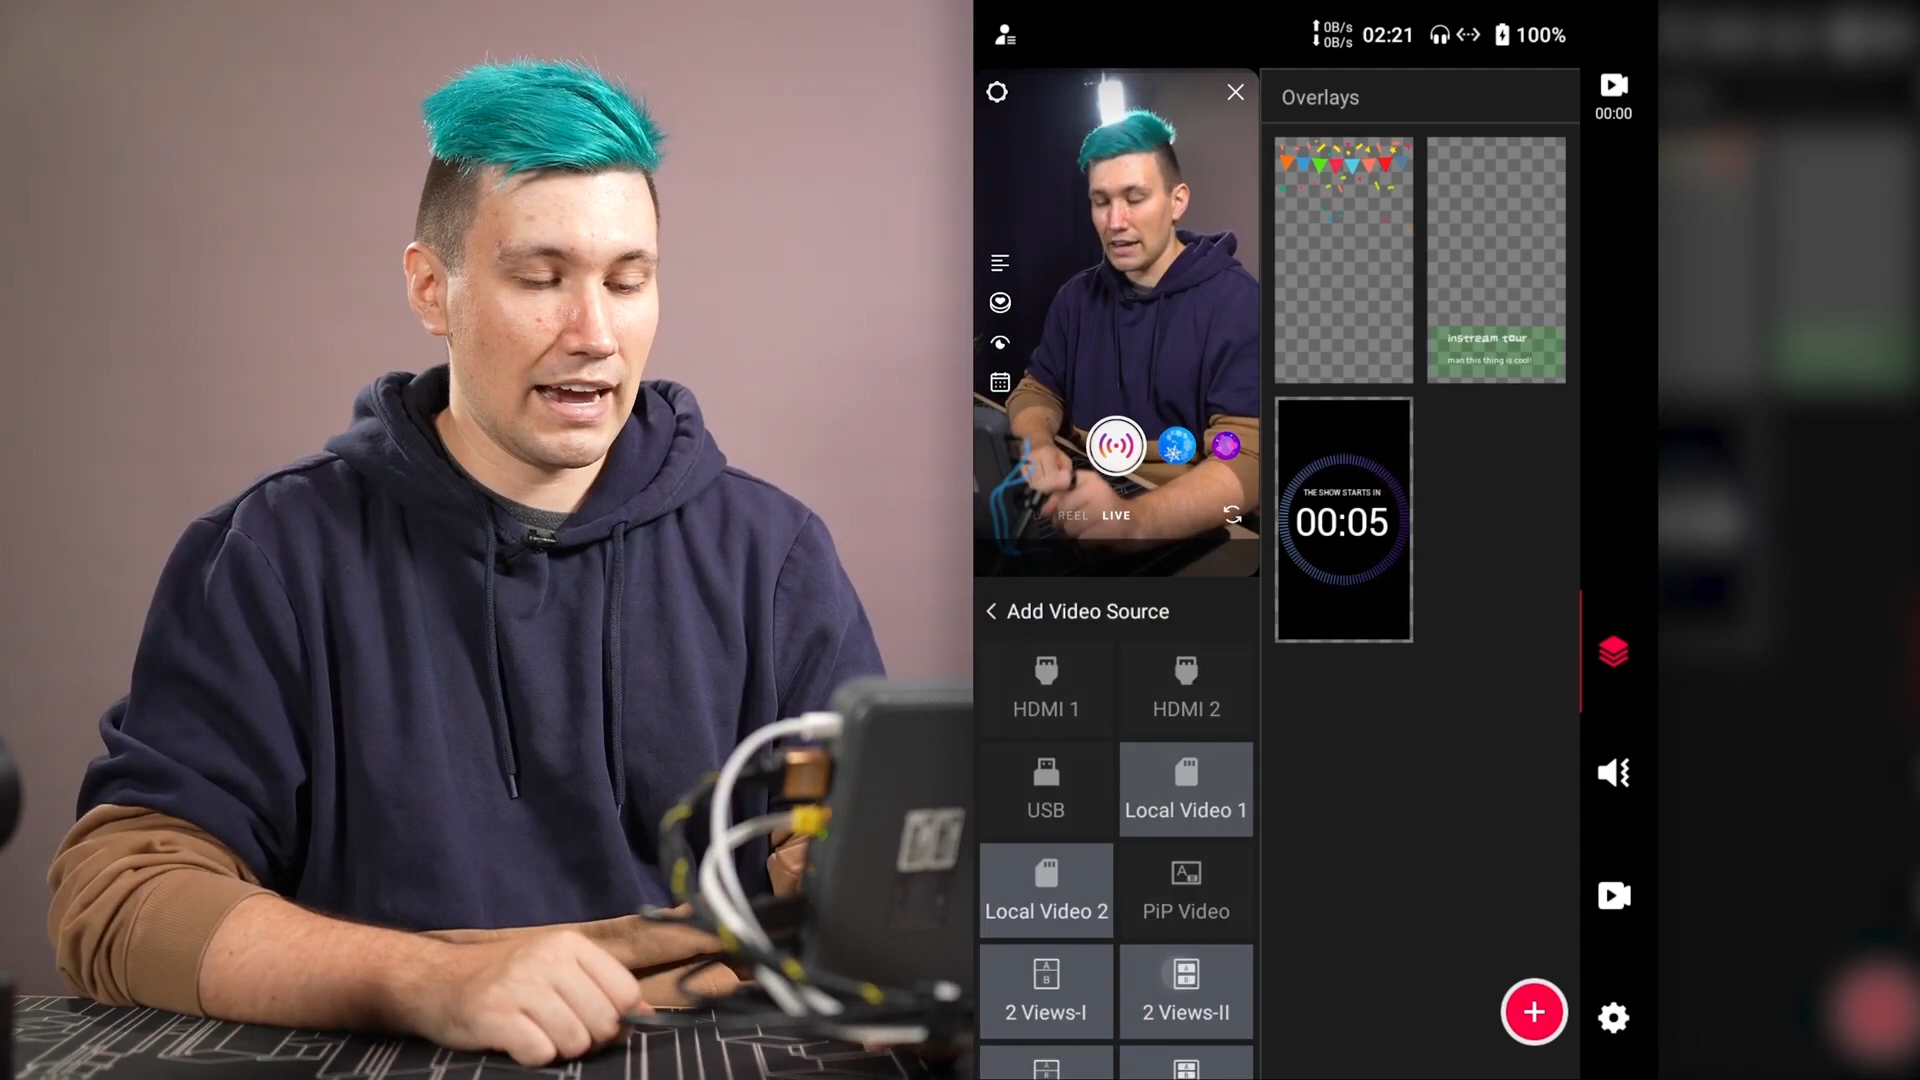 0B/s
0B/s
02:21
100%
Overlays
00:00
instream tour
man this thing is cool!
THE SHOW STARTS IN
00:05
REEL LIVE
Add Video Source
HDMI 1
HDMI 2
USB
Local Video 1
Local Video 2
PiP Video
A
B
2 Views-I
A
B
2 Views-II